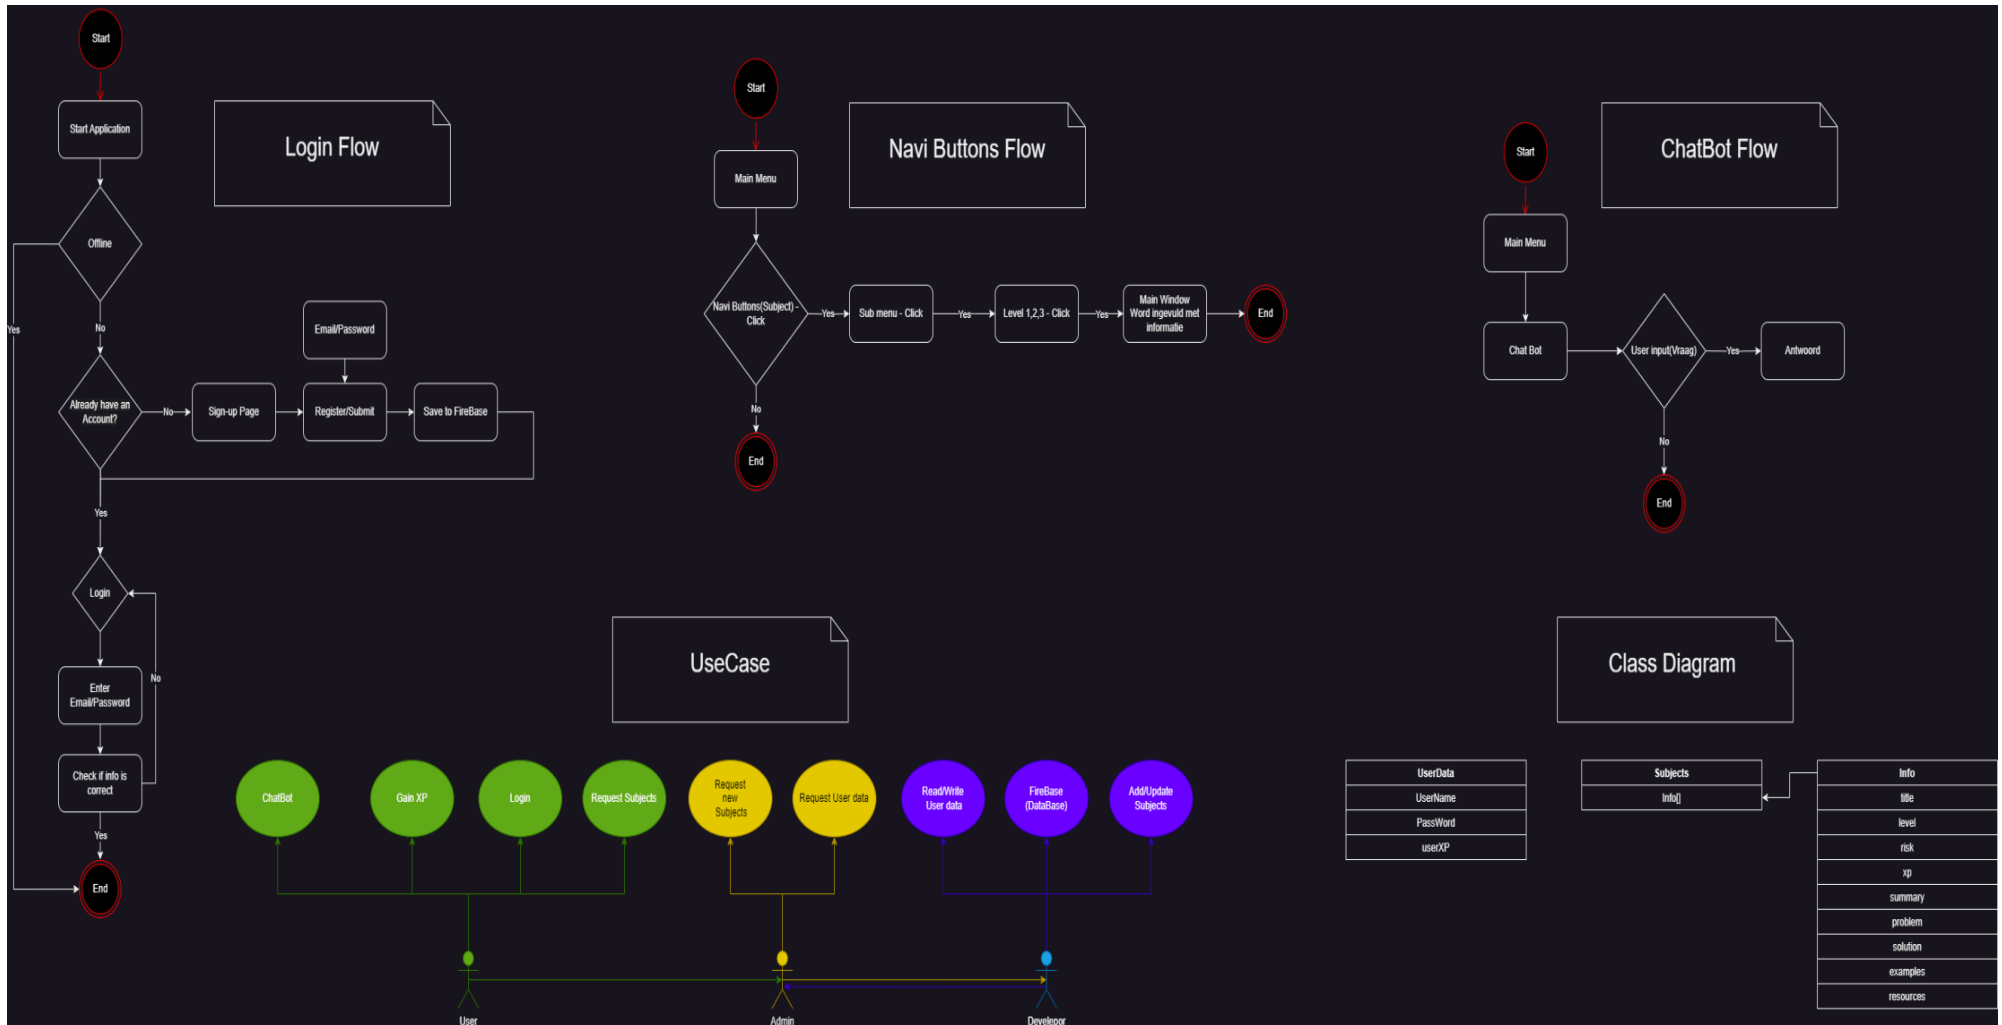 Start
Start Application
Login Flow
Offline
Yes
No
Email/Password
Already have an
Account?
No
Sign-up Page
Register/Submit
Save to FireBase
Yes
Login
No
Enter
Email/Password
Check if info is
correct
Yes
End
Start
Navi Buttons Flow
Main Menu
Navi Buttons(Subject) -
Click
Yes
Sub menu - Click
Yes
Level 1,2,3 - Click
Yes
Main Window
Word ingevuld met
informatie
End
No
End
ChatBot Flow
Start
Main Menu
Chat Bot
User input(Vraag)
Yes
Antwoord
No
End
UseCase
ChatBot
Gain XP
Login
Request Subjects
Request
new
Subjects
Request User data
Read/Write
User data
FireBase
(DataBase)
Add/Update
Subjects
User
Admin
Developor
Class Diagram
UserData
UserName
PassWord
userXP
Subjects
Info[]
Info
title
level
risk
xp
summary
problem
solution
examples
resources